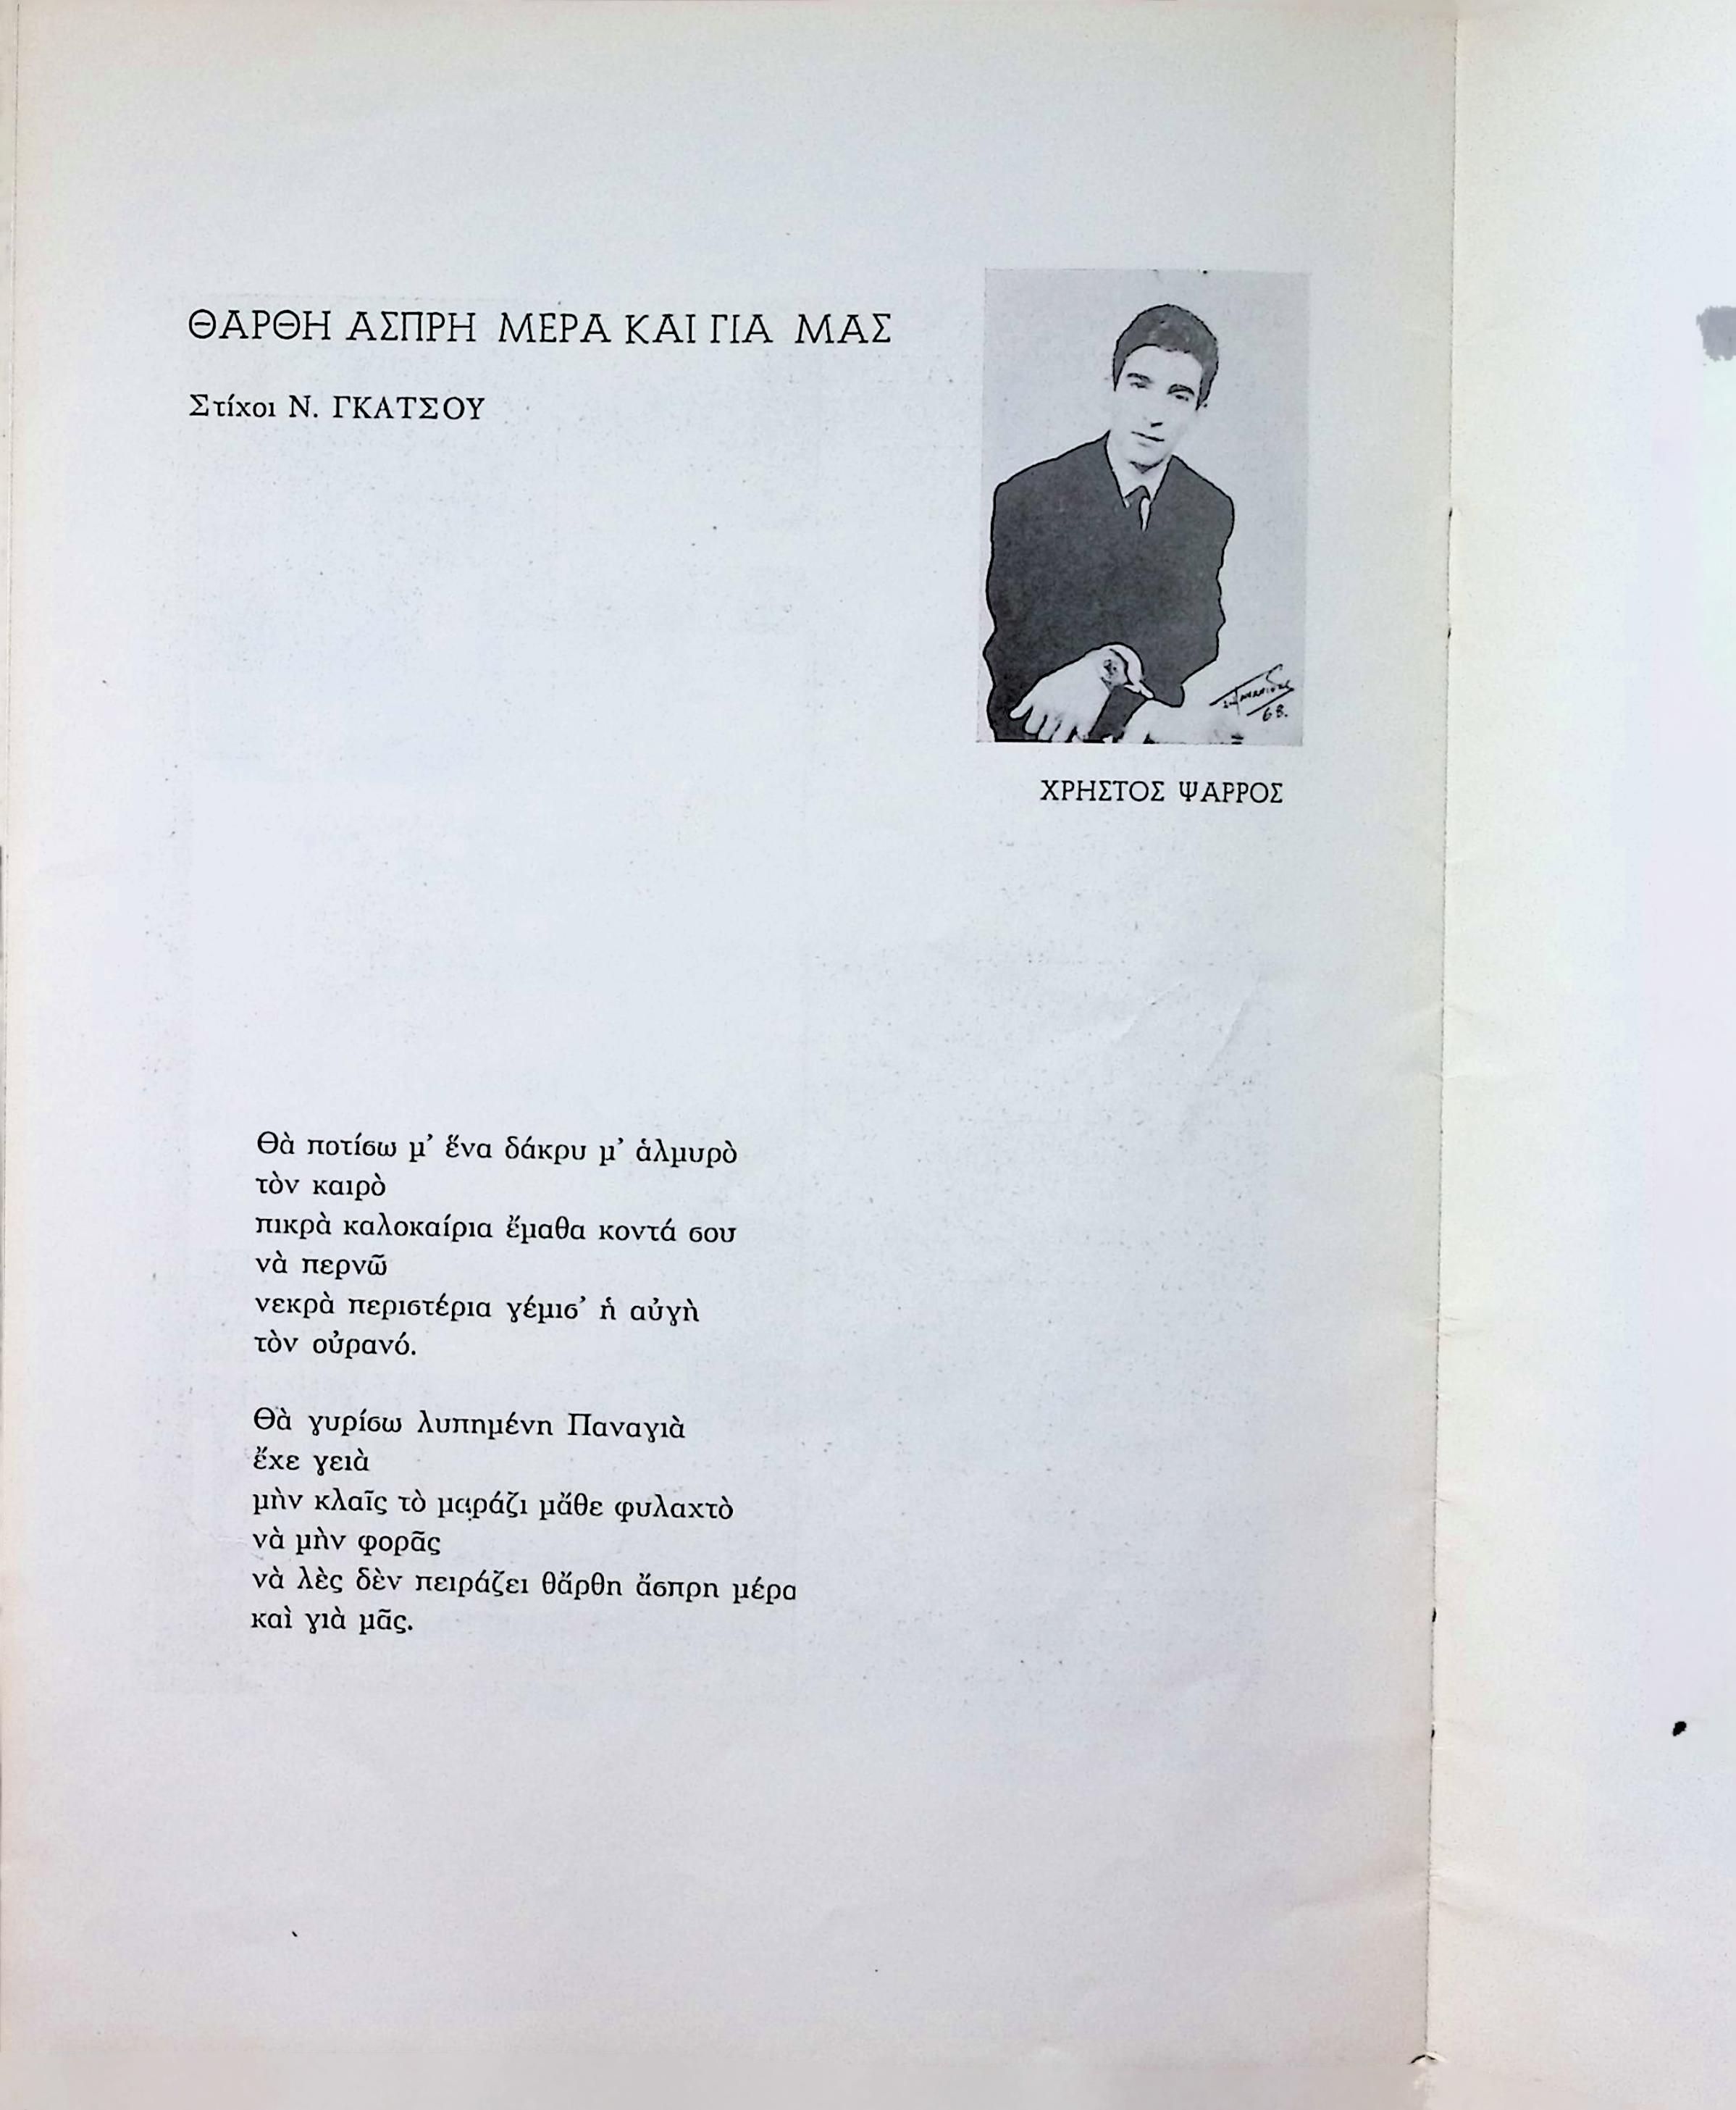 ΘΑΡΘΗ ΑΣΠΡΗ ΜΕΡΑ ΚΑΙ ΓΙΑ ΜΑΣ
Στίχοι Ν. ΓΚΑΤΣΟΥ
68.
ΧΡΗΣΤΟΣ ΨΑΡΡΟΣ
Θὰ ποτίσω μ’ ἕνα δάκρυ μ’ ἁλμυρὸ
τὸν καιρὸ
πικρὰ καλοκαίρια ἔμαθα κοντά σου
νὰ περνῶ
νεκρὰ περιστέρια γέμισ’ ἡ αὐγὴ
τὸν οὐρανό.
Θὰ γυρίσω λυπημένη Παναγιὰ
ἔχε γειὰ
μὴν κλαῖς τὸ μαράζι μἄθε φυλαχτὸ
νὰ μὴν φορᾶς
νὰ λὲς δὲν πειράζει θἄρθη ἄσπρη μέρα
καὶ γιὰ μᾶς.